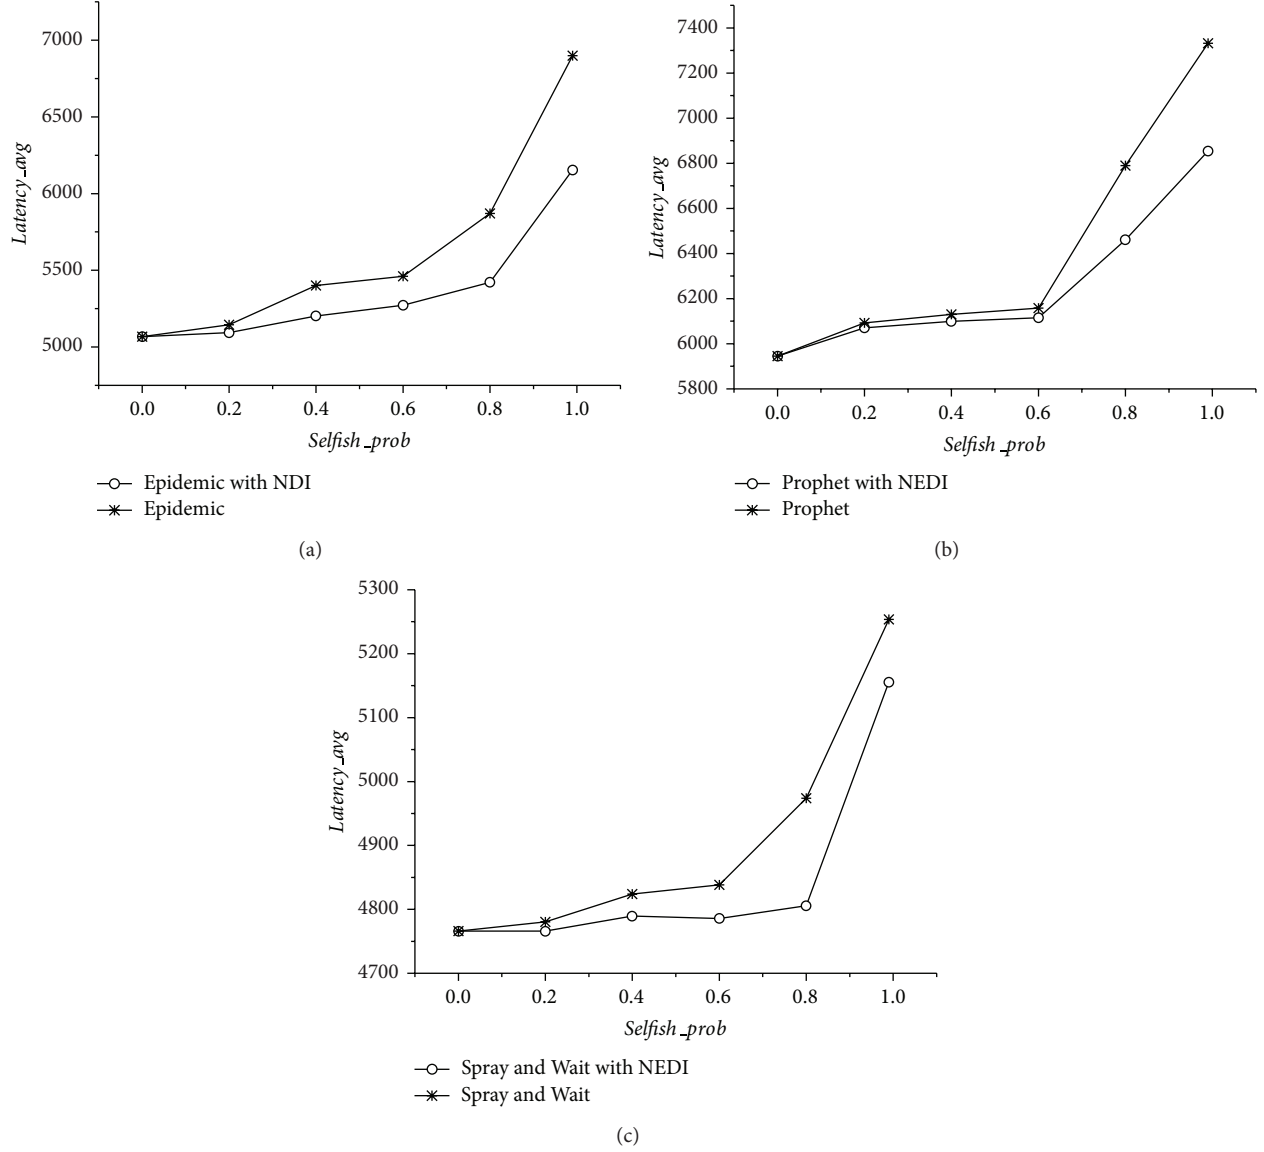 7000
6500
6000
5500
5000
Latency_avg
0.0 0.2 0.4 0.6 0.8 1.0
Selfish_prob
Epidemic with NDI
Epidemic
(a)
7400
7200
7000
6800
6600
6400
6200
6000
5800
Latency_avg
0.0 0.2 0.4 0.6 0.8 1.0
Selfish_prob
Prophet with NEDI
Prophet
(b)
5300
5200
5100
5000
4900
4800
4700
Latency_avg
0.0 0.2 0.4 0.6 0.8 1.0
Selfish_prob
Spray and Wait with NEDI
Spray and Wait
(c)